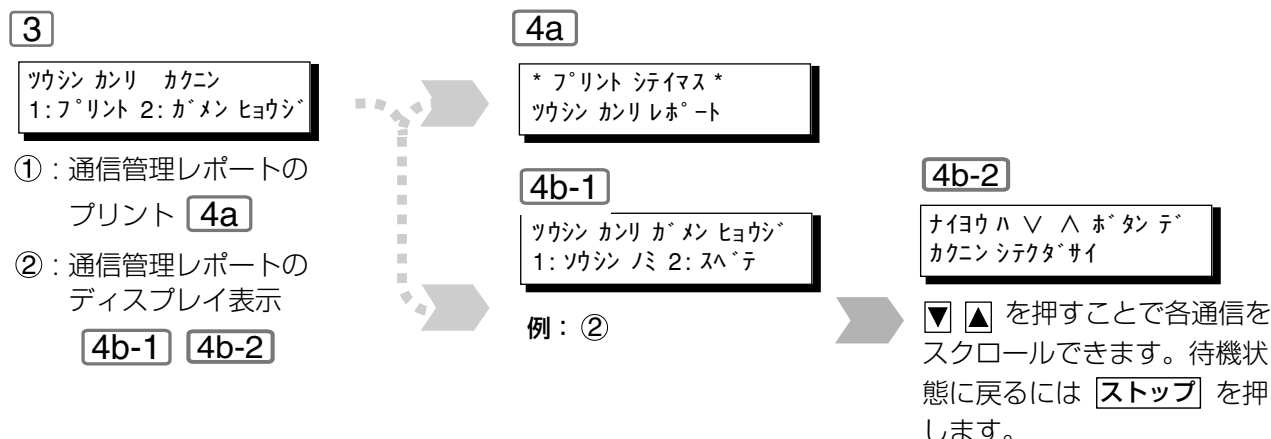 3
ﾂｳｼﾝ ｶﾝﾘ ｶｸﾆﾝ
1:ﾌﾟﾘﾝﾄ 2: ｶﾞﾒﾝ ﾋｮｳｼﾞ
①：通信管理レポートの
プリント 4a
②：通信管理レポートの
ディスプレイ表示
4b-1 4b-2
4a
* ﾌﾟﾘﾝﾄ ｼﾃｲﾏｽ *
ﾂｳｼﾝ ｶﾝﾘ ﾚﾎﾟｰﾄ
4b-1
ﾂｳｼﾝ ｶﾝﾘ ｶﾞﾒﾝ ﾋｮｳｼﾞ
1: ｿｳｼﾝ ﾉﾐ 2: ｽﾍﾞﾃ
例：②
4b-2
ﾅｲﾖｳ ﾊ ∨ ∧ ﾎﾞﾀﾝ ﾃﾞ
ｶｸﾆﾝ ｼﾃｸﾀﾞｻｲ
▼ ▲ を押すことで各通信を
スクロールできます。待機状
態に戻るには ストップ を押
します。